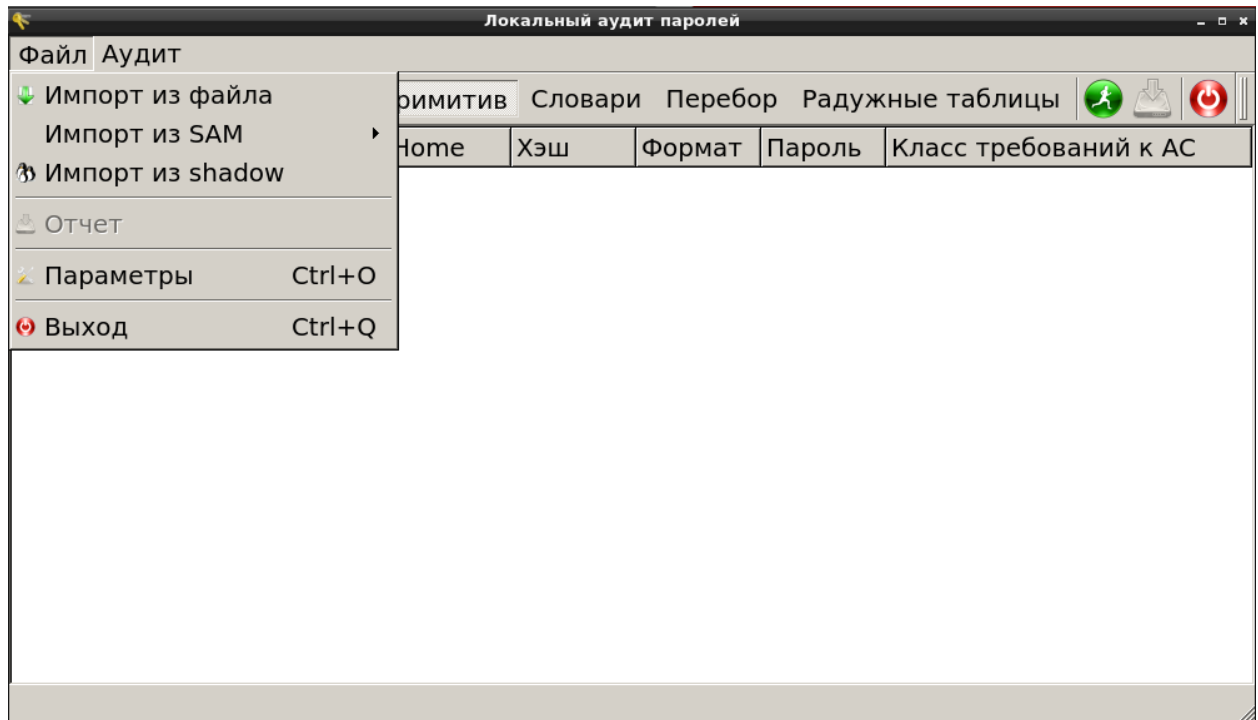 Локальный аудит паролей
Файл Аудит
Импорт из файла
Импорт из SAM
Импорт из shadow
Отчет
Параметры Ctrl+O
Выход Ctrl+Q
римитив Словари Перебор Радужные таблицы
Home Хэш Формат Пароль Класс требований к АС